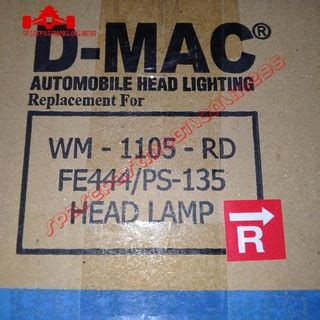 D-MAC®
AUTOMOBILE HEAD LIGHTING
Replacement For
WM - 1105 - RD
FE444/PS-135
HEAD LAMP
R